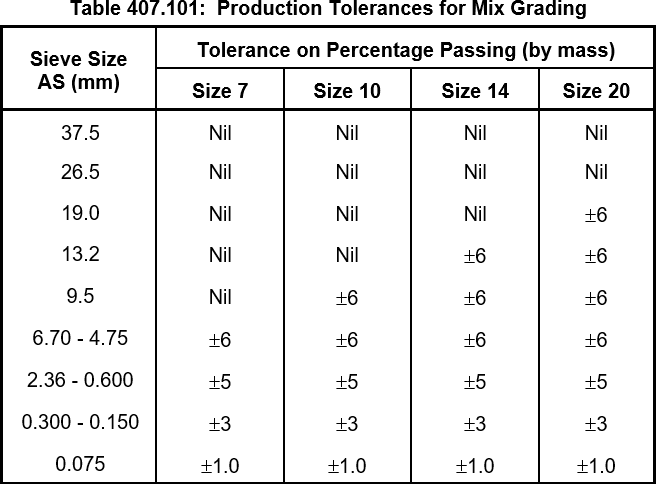 Table 407.101: Production Tolerances for Mix Grading
Sieve Size AS (mm) Tolerance on Percentage Passing (by mass)
Size 7 Size 10 Size 14 Size 20
37.5 Nil Nil Nil Nil
26.5 Nil Nil Nil Nil
19.0 Nil Nil Nil ±6
13.2 Nil Nil ±6 ±6
9.5 Nil ±6 ±6 ±6
6.70 - 4.75 ±6 ±6 ±6 ±6
2.36 - 0.600 ±5 ±5 ±5 ±5
0.300 - 0.150 ±3 ±3 ±3 ±3
0.075 ±1.0 ±1.0 ±1.0 ±1.0